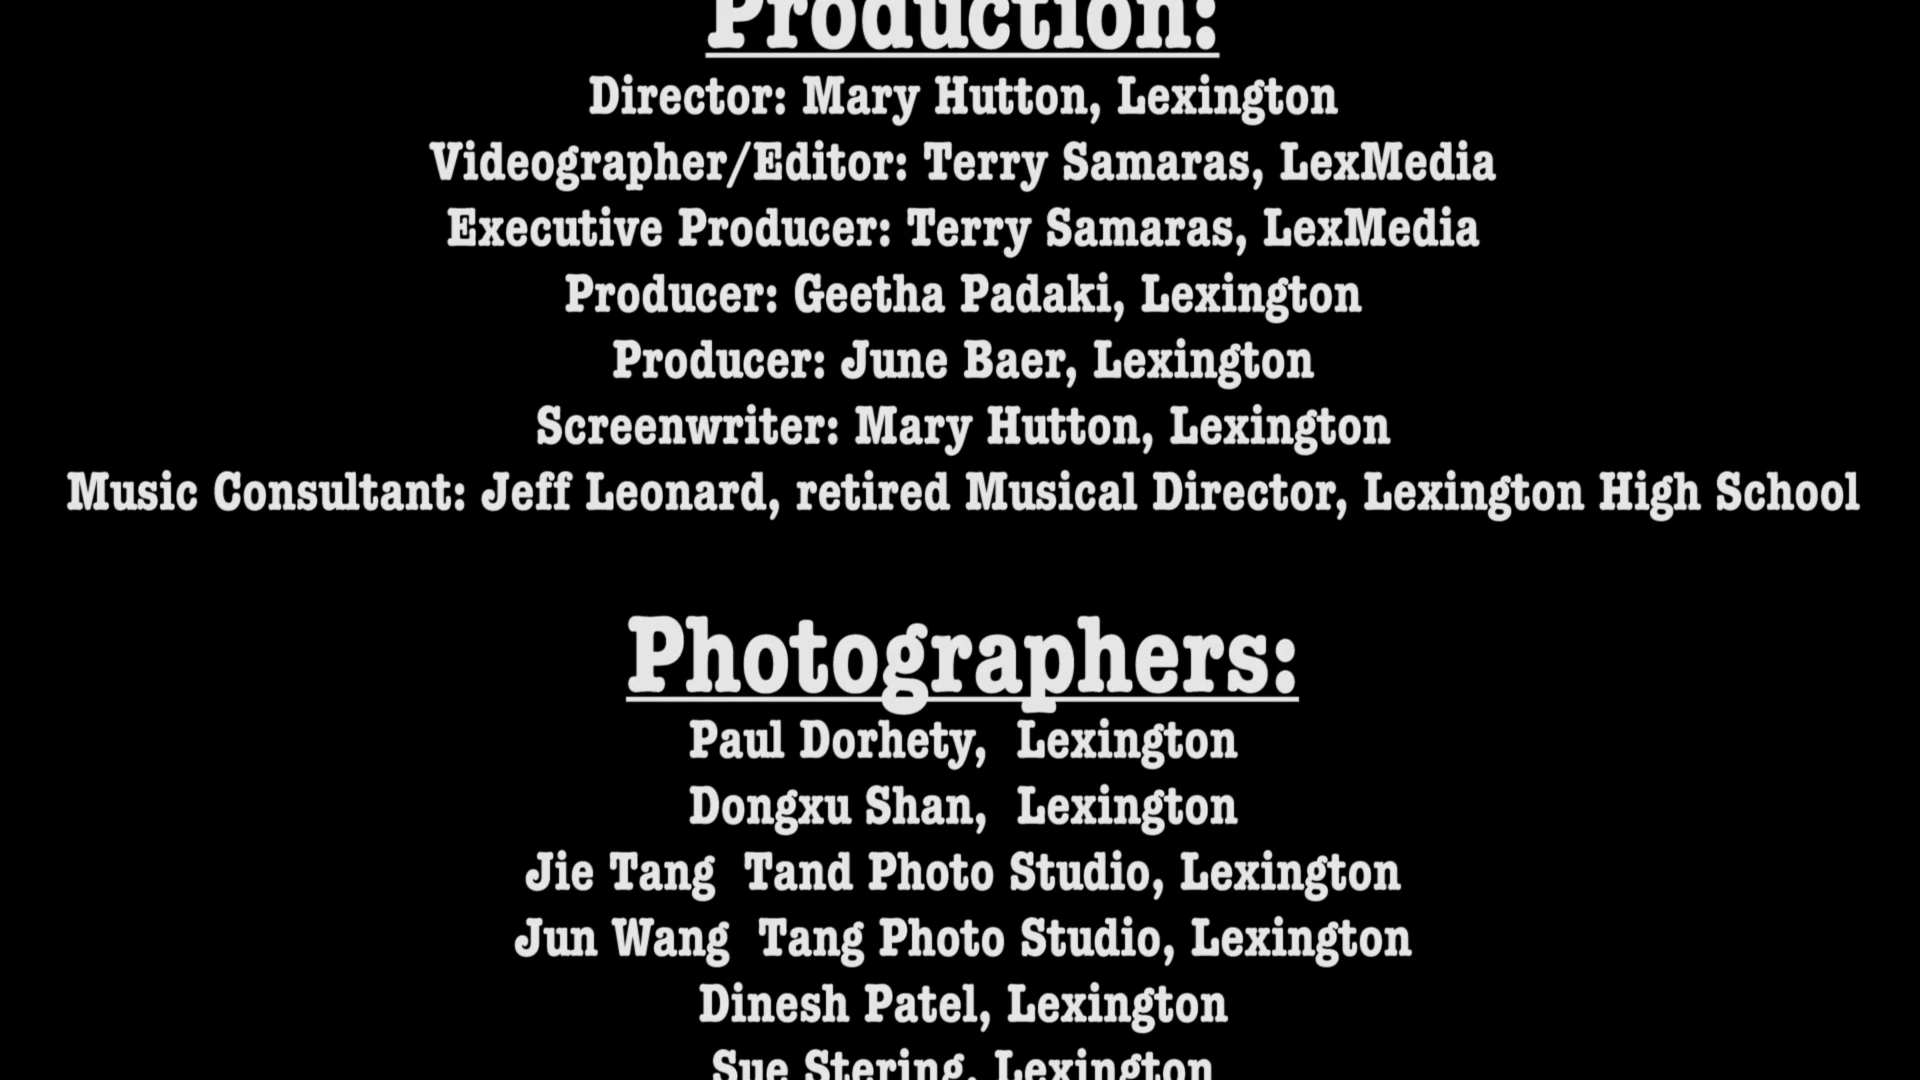 Production:
Director: Mary Hutton, Lexington
Videographer/Editor: Terry Samaras, LexMedia
Executive Producer: Terry Samaras, LexMedia
Producer: Geetha Padaki, Lexington
Producer: June Baer, Lexington
Screenwriter: Mary Hutton, Lexington
Music Consultant: Jeff Leonard, retired Musical Director, Lexington High School
Photographers:
Paul Dorhety,  Lexington
Dongxu Shan,  Lexington
Jie Tang  Tand Photo Studio, Lexington
Jun Wang  Tang Photo Studio, Lexington
Dinesh Patel, Lexington
Sue Stering, Lexington